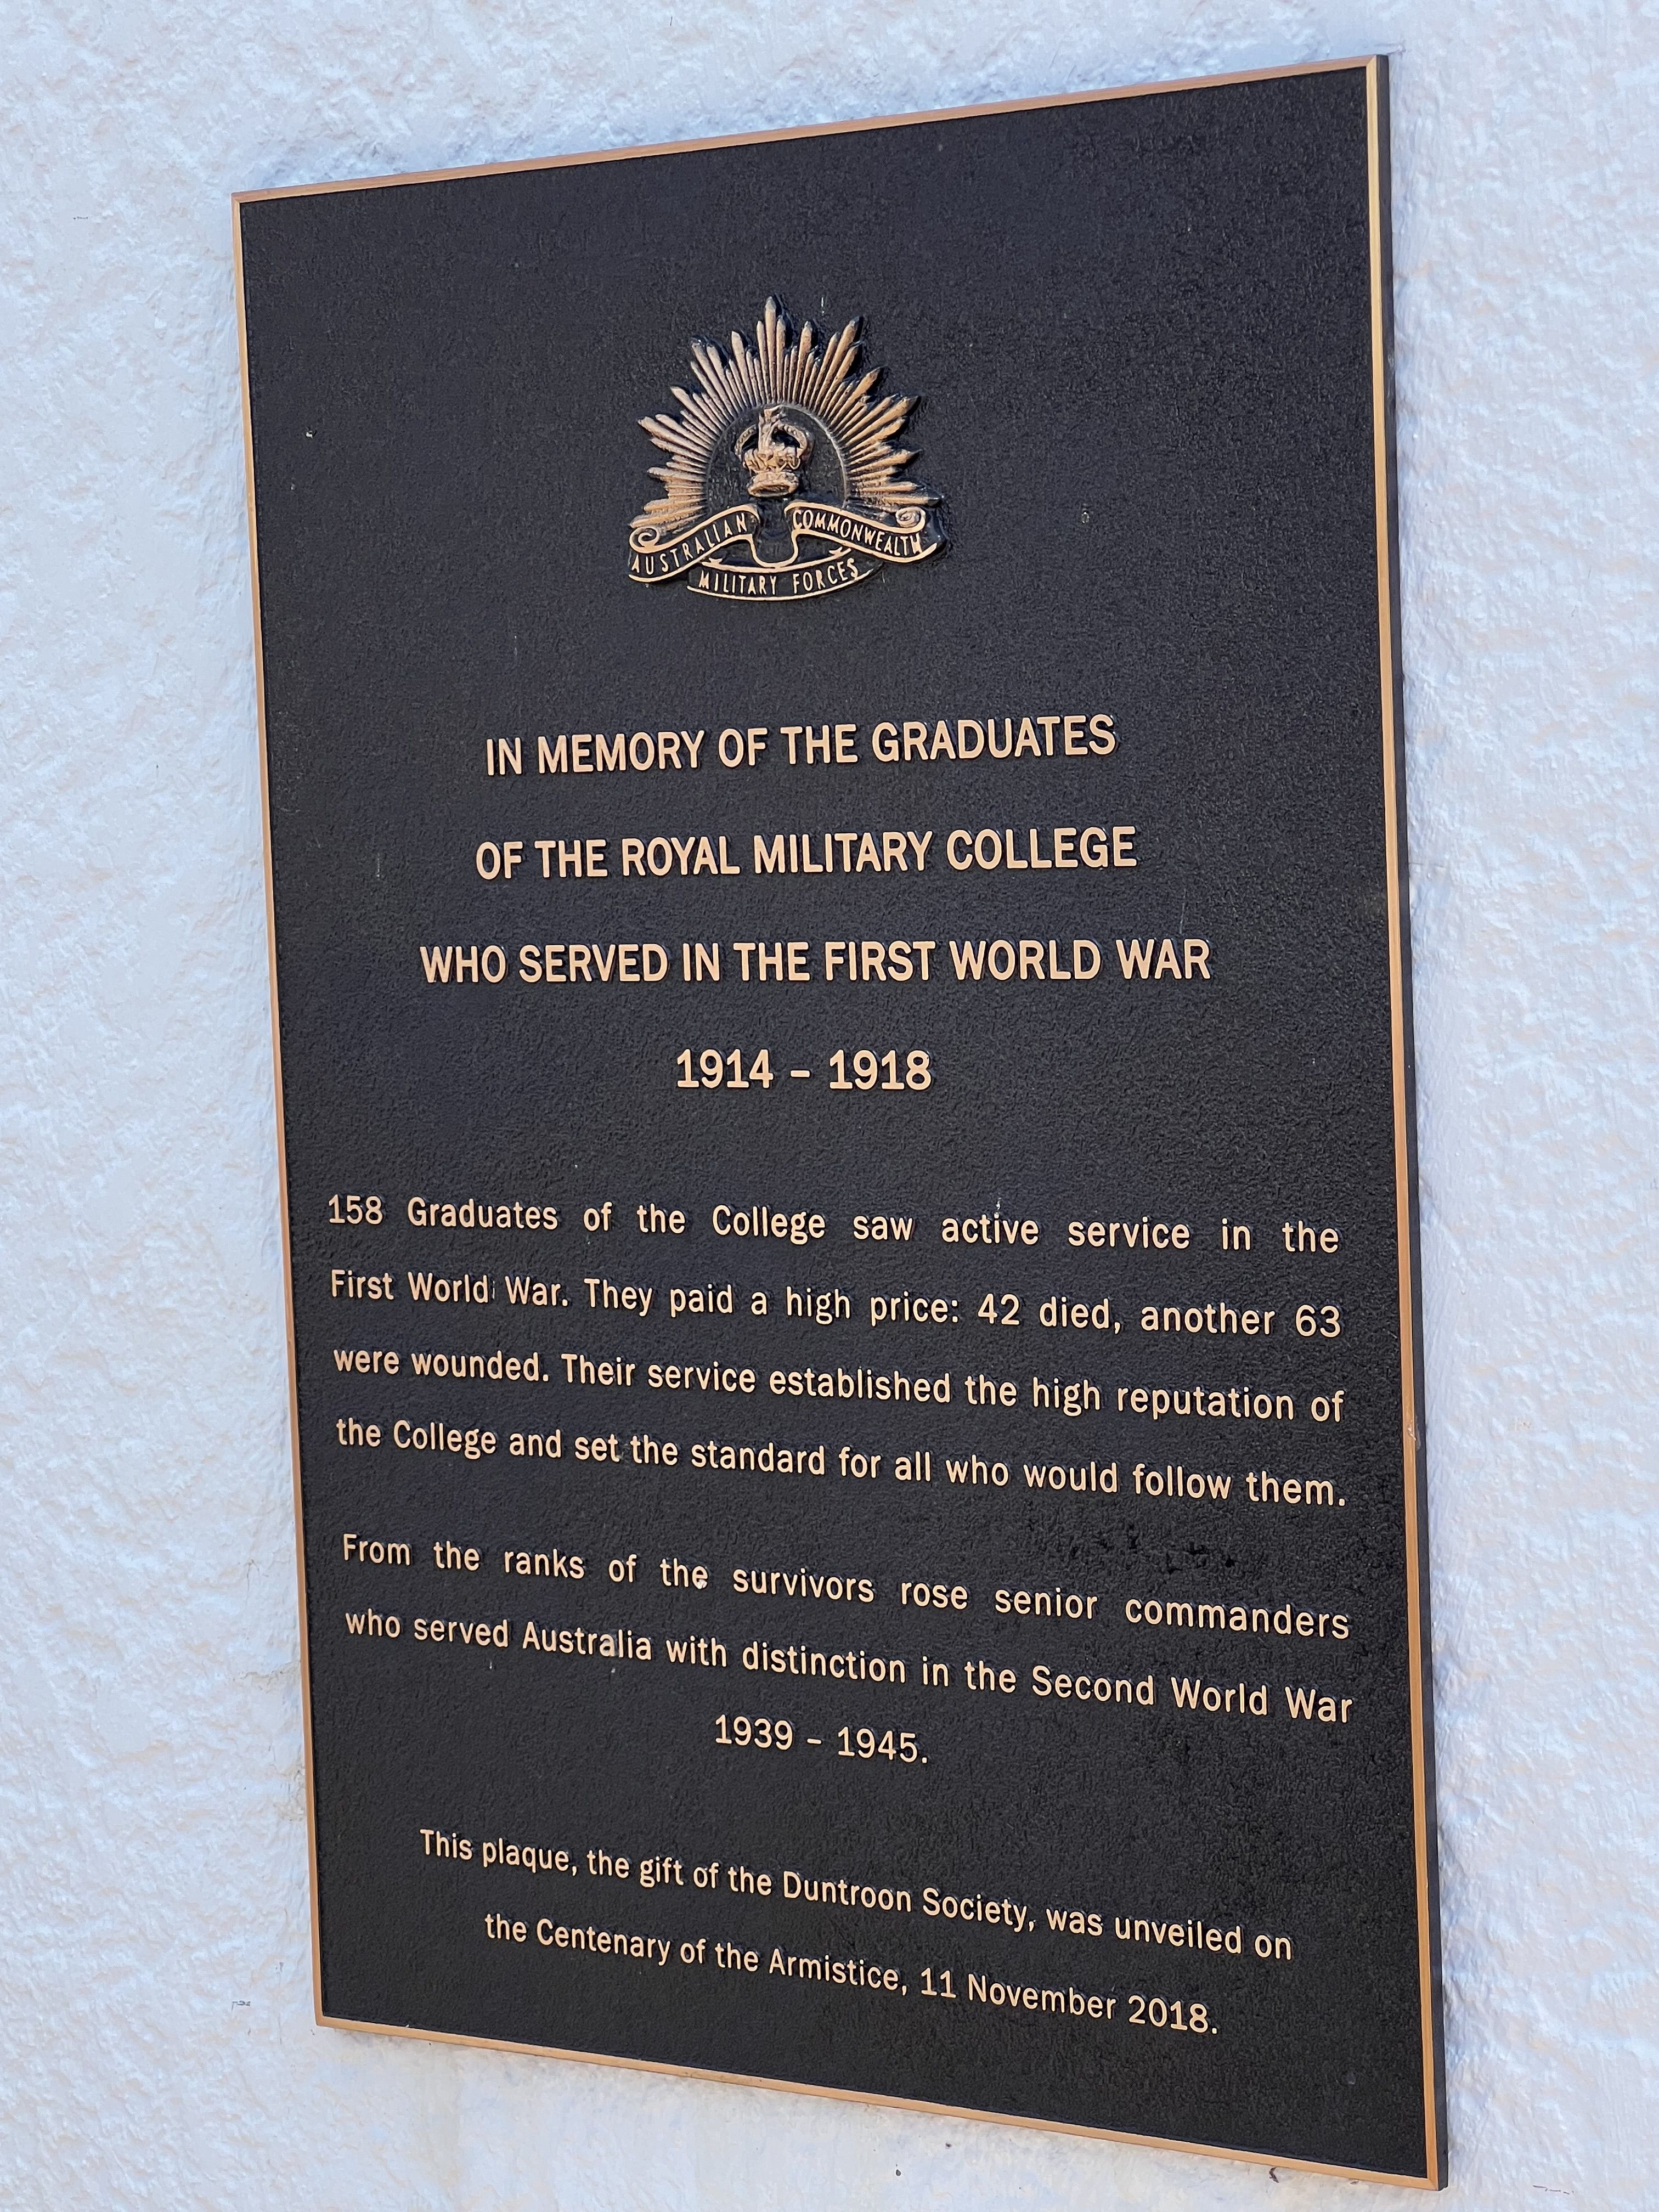 AUSTRALIAN COMMONWEALTH
MILITARY FORCES
IN MEMORY OF THE GRADUATES
OF THE ROYAL MILITARY COLLEGE
WHO SERVED IN THE FIRST WORLD WAR
1914 – 1918
158 Graduates of the College saw active service in the
First World War. They paid a high price: 42 died, another 63
were wounded. Their service established the high reputation of
the College and set the standard for all who would follow them.
From the ranks of the survivors rose senior commanders
who served Australia with distinction in the Second World War
1939 – 1945.
This plaque, the gift of the Duntroon Society, was unveiled on
the Centenary of the Armistice, 11 November 2018.